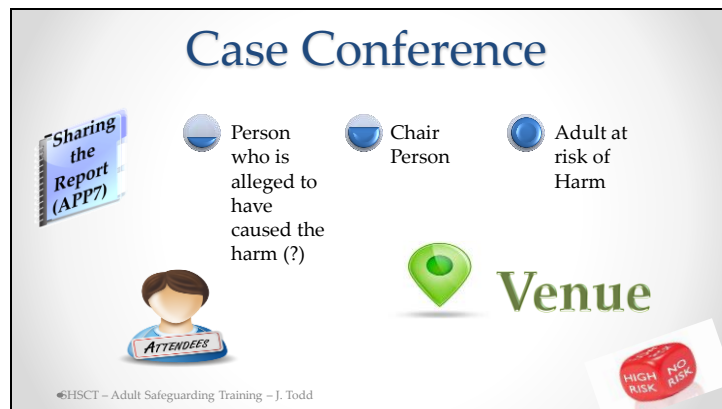 Case Conference
Sharing
the
Report
(APP7)
Person
who is
alleged to
have
caused the
harm (?)
Chair
Person
Adult at
risk of
Harm
ATTENDEES
Venue
HIGH
RISK
NO
RISK
SHSCT – Adult Safeguarding Training – J. Todd